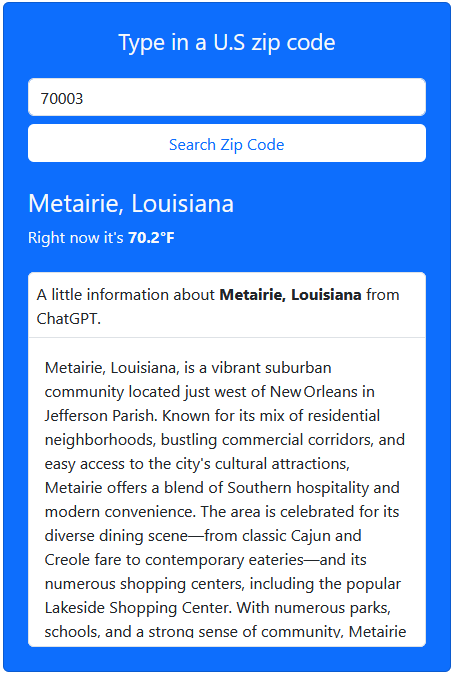 Type in a U.S zip code
70003
Search Zip Code
Metairie, Louisiana
Right now it's 70.2°F
A little information about Metairie, Louisiana from
ChatGPT.
Metairie, Louisiana, is a vibrant suburban
community located just west of New Orleans in
Jefferson Parish. Known for its mix of residential
neighborhoods, bustling commercial corridors, and
easy access to the city's cultural attractions,
Metairie offers a blend of Southern hospitality and
modern convenience. The area is celebrated for its
diverse dining scene—from classic Cajun and
Creole fare to contemporary eateries—and its
numerous shopping centers, including the popular
Lakeside Shopping Center. With numerous parks,
schools, and a strong sense of community, Metairie